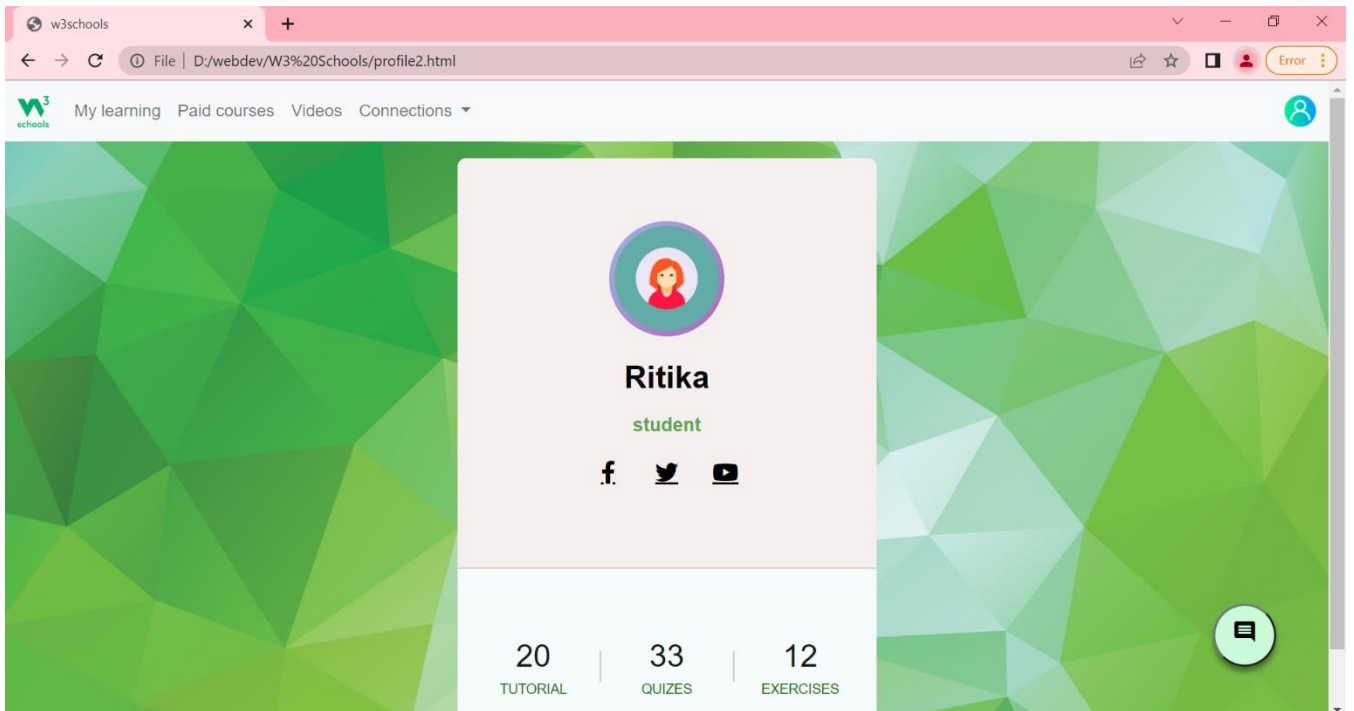 w3schools
File | D:/webdev/W3%20Schools/profile2.html
Error
W3 schools My learning Paid courses Videos Connections
Ritika
student
20 33 12
TUTORIAL QUIZES EXERCISES